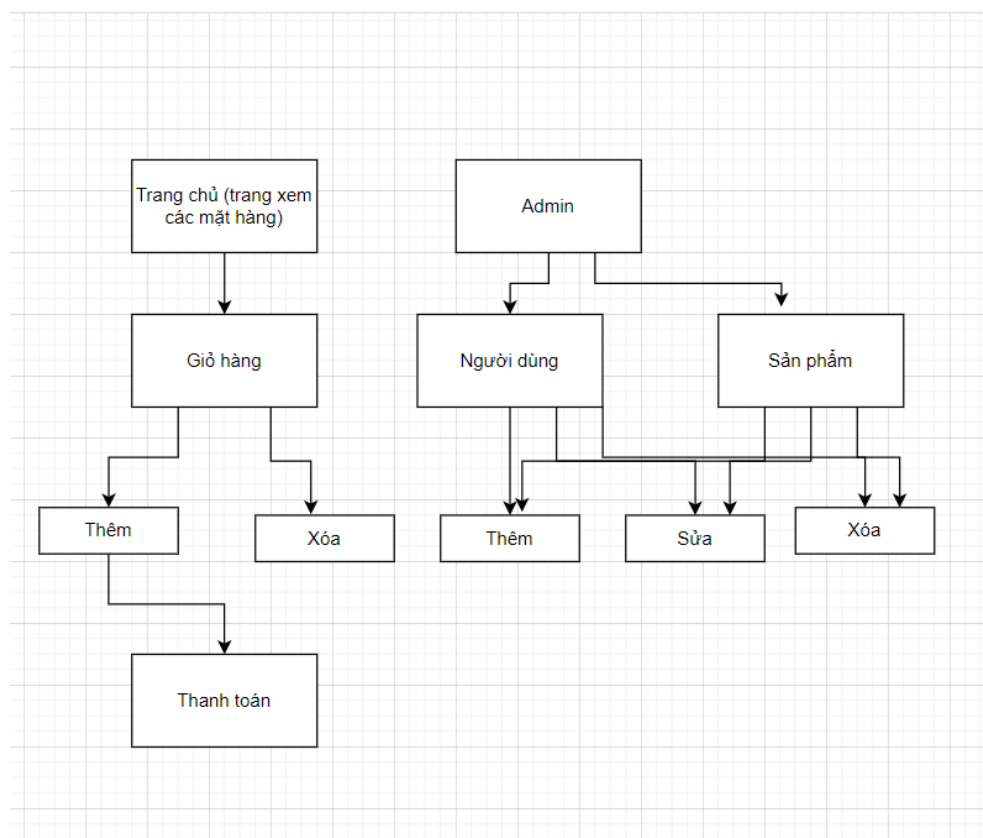 Trang chủ (trang xem
các mặt hàng)
Admin
Giỏ hàng
Người dùng
Sản phẩm
Thêm
Xóa
Thêm
Sửa
Xóa
Thanh toán